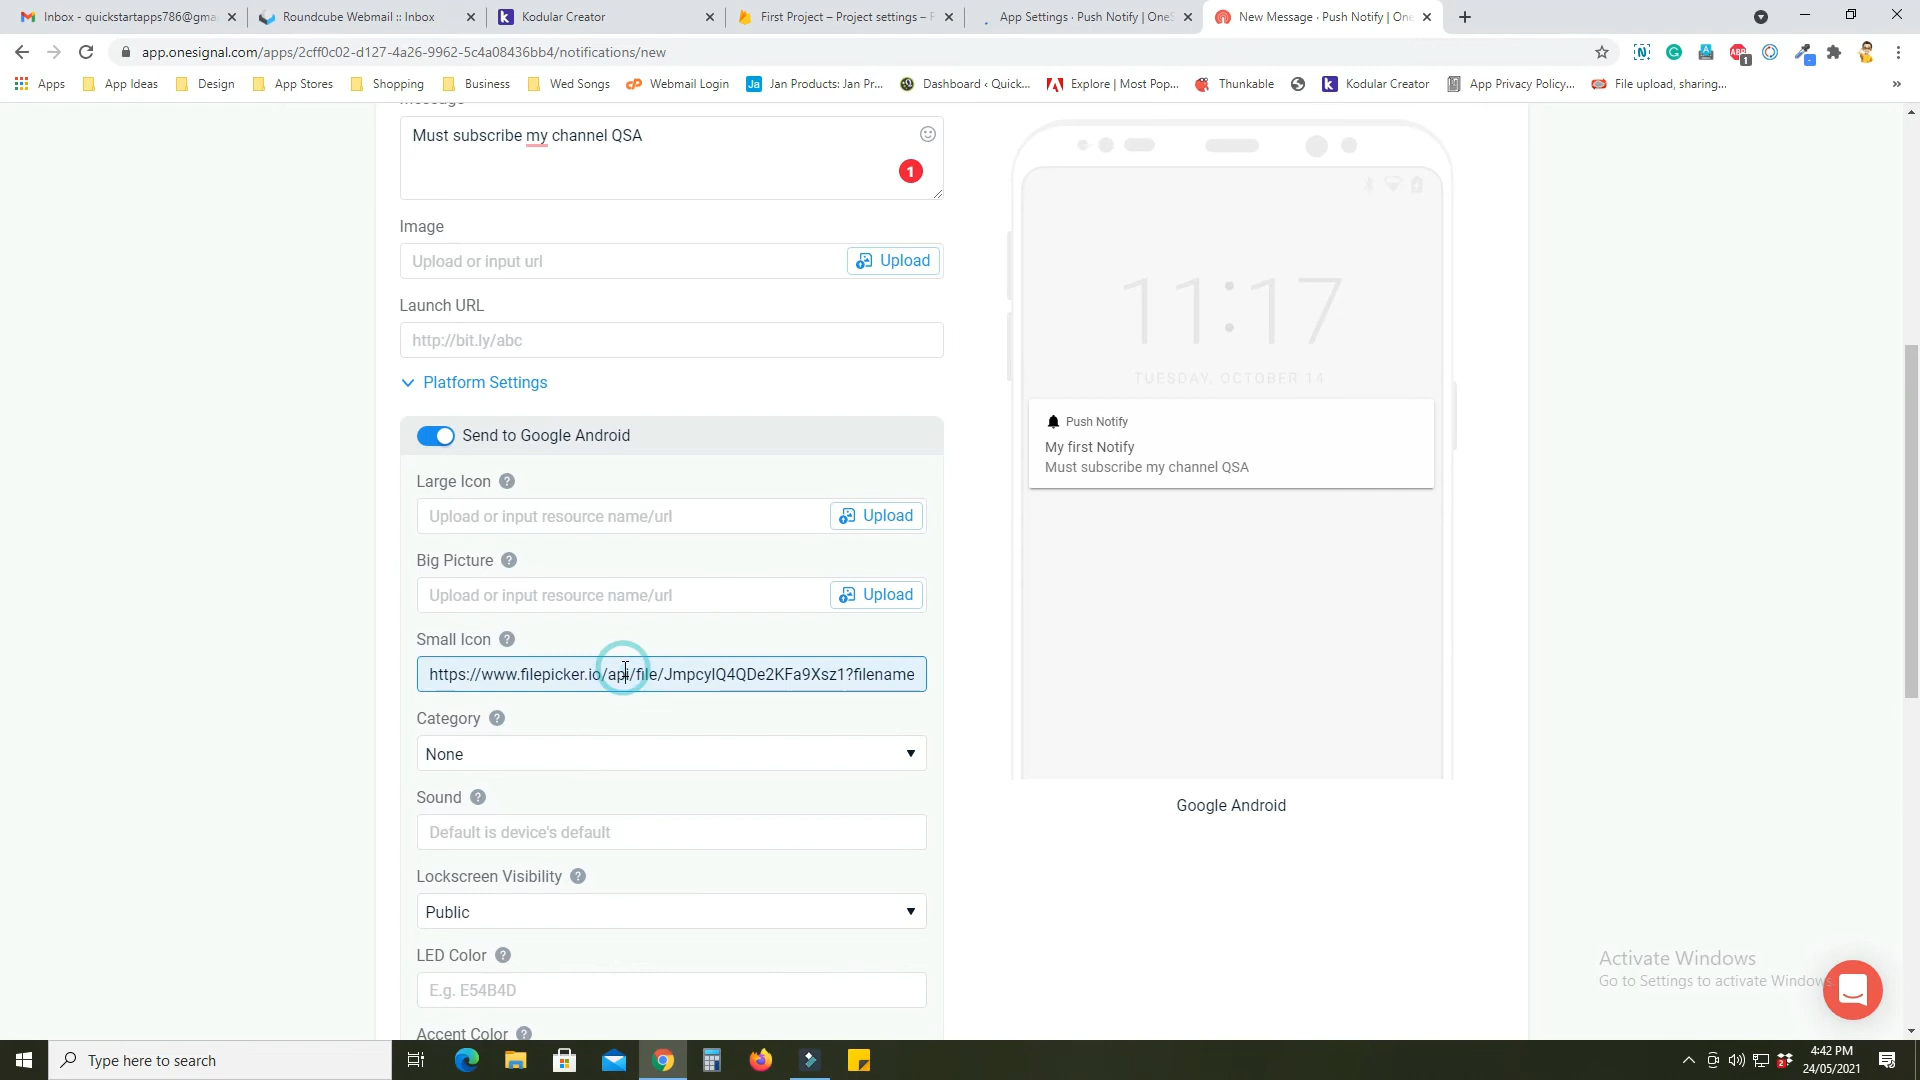 Inbox - quickstartapps786@gma
Roundcube Webmail :: Inbox
Kodular Creator
First Project – Project settings –
App Settings · Push Notify | One
New Message · Push Notify | One
app.onesignal.com/apps/2cff0c02-d127-4a26-9962-5c4a08436bb4/notifications/new
Apps
App Ideas
Design
App Stores
Shopping
Business
Wed Songs
Webmail Login
Jan Products: Jan Pr...
Dashboard ‹ Quick...
Explore | Most Pop...
Thunkable
Kodular Creator
App Privacy Policy...
File upload, sharing...
Message
Must subscribe my channel QSA
1
Image
Upload or input url
Upload
Launch URL
http://bit.ly/abc
Platform Settings
Send to Google Android
Large Icon
Upload or input resource name/url
Upload
Big Picture
Upload or input resource name/url
Upload
Small Icon
https://www.filepicker.io/api/file/JmpcylQ4QDe2KFa9Xsz1?filename
Category
None
Sound
Default is device's default
Lockscreen Visibility
Public
LED Color
E.g. E54B4D
Accent Color
11:17
TUESDAY, OCTOBER 14
Push Notify
My first Notify
Must subscribe my channel QSA
Google Android
Activate Windows
Go to Settings to activate Windows.
Type here to search
4:42 PM
24/05/2021